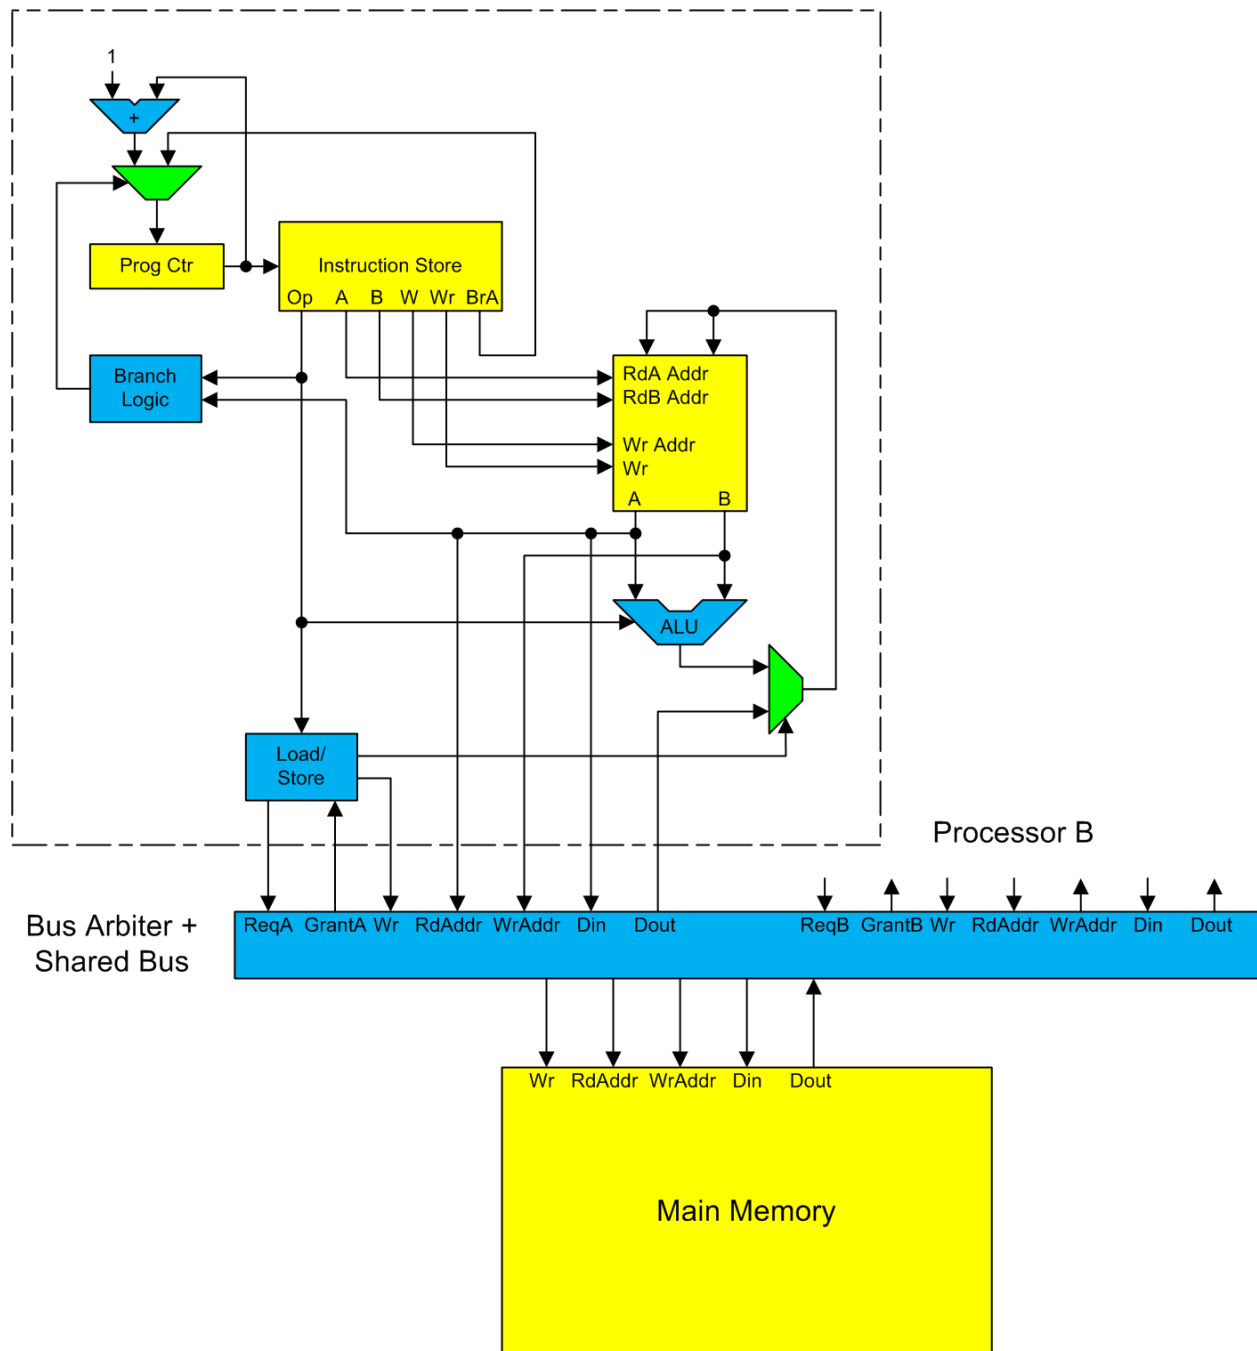 1
+
Prog Ctr
Instruction Store
Op A B W Wr BrA
Branch
Logic
RdA Addr
RdB Addr
Wr Addr
Wr
A B
ALU
Load/
Store
Processor B
Bus Arbiter +
Shared Bus
ReqA GrantA Wr RdAddr WrAddr Din Dout ReqB GrantB Wr RdAddr WrAddr Din Dout
Wr RdAddr WrAddr Din Dout
Main Memory